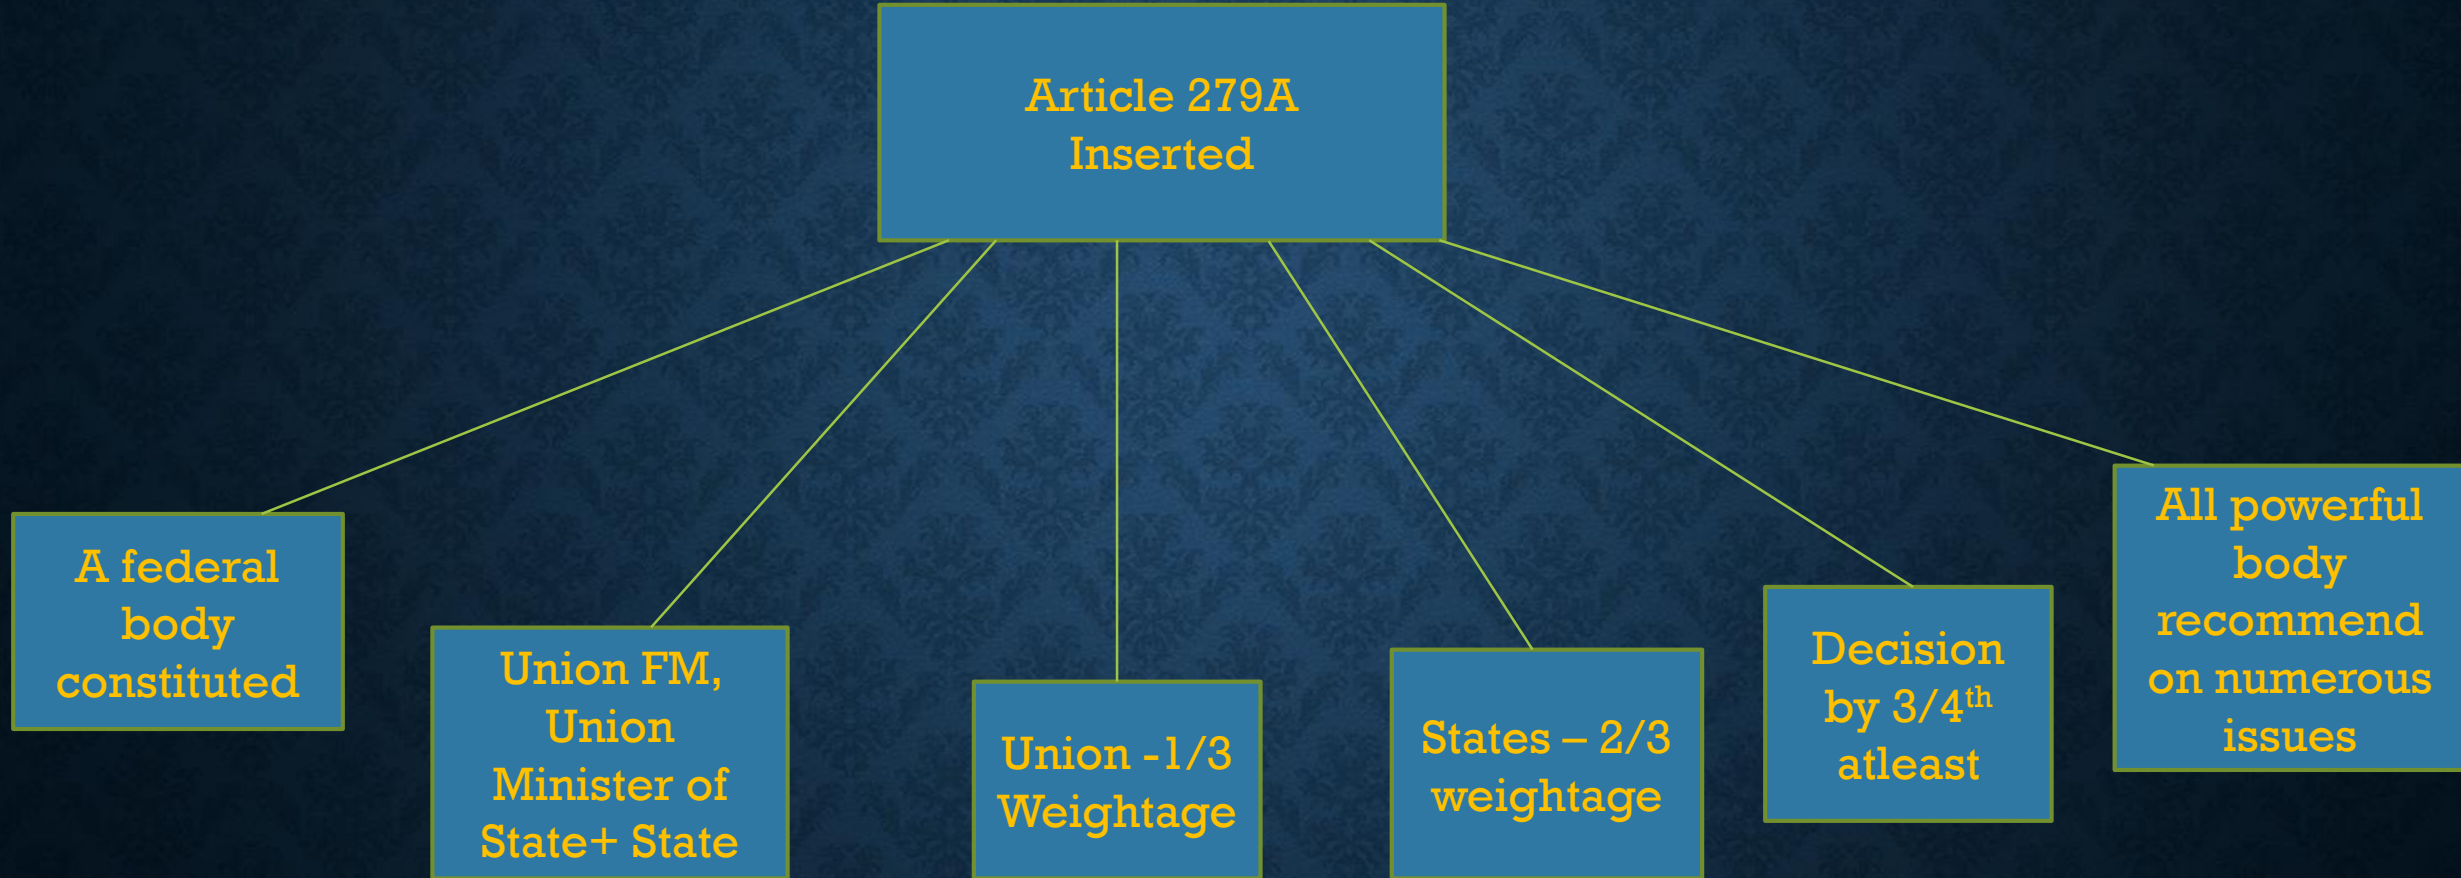 Article 279A
Inserted
A federal
body
constituted
Union FM,
Union
Minister of
State+ State
Union -1/3
Weightage
States – 2/3
weightage
Decision
by 3/4th
atleast
All powerful
body
recommend
on numerous
issues